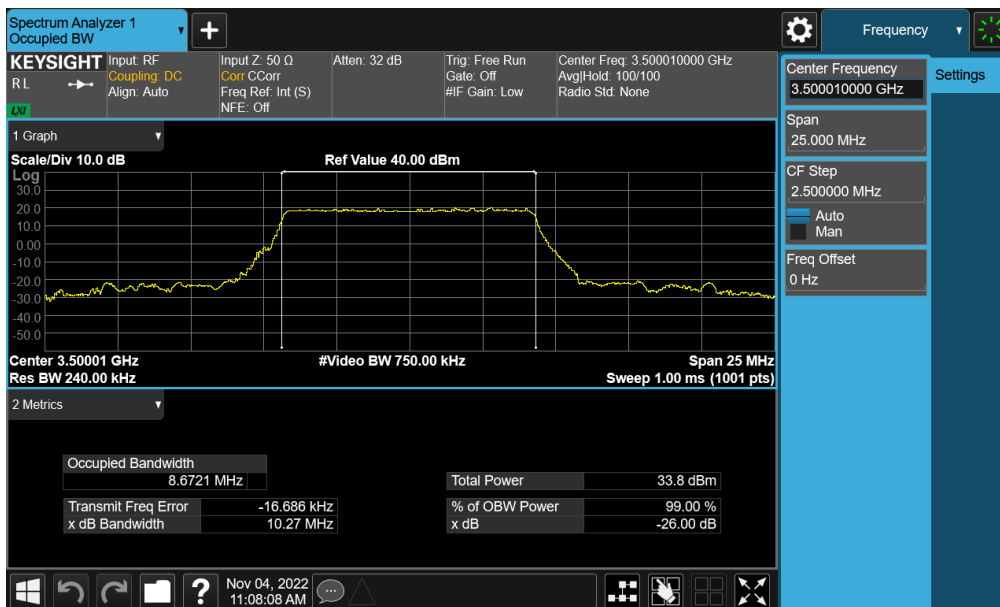 Spectrum Analyzer 1
Occupied BW
+
Frequency
KEYSIGHT
R L
LXI
Input: RF
Coupling: DC
Align: Auto
Input Z: 50 Ω
Corr CCorr
Freq Ref: Int (S)
NFE: Off
Atten: 32 dB
Trig: Free Run
Gate: Off
#IF Gain: Low
Center Freq: 3.500010000 GHz
Avg|Hold: 100/100
Radio Std: None
Center Frequency
3.500010000 GHz
Settings
Span
25.000 MHz
CF Step
2.500000 MHz
Auto
Man
Freq Offset
0 Hz
1 Graph
Scale/Div 10.0 dB
Ref Value 40.00 dBm
Log
30.0
20.0
10.0
0.00
-10.0
-20.0
-30.0
-40.0
-50.0
Center 3.50001 GHz
#Video BW 750.00 kHz
Span 25 MHz
Res BW 240.00 kHz
Sweep 1.00 ms (1001 pts)
2 Metrics
Occupied Bandwidth
8.6721 MHz
Total Power 33.8 dBm
Transmit Freq Error -16.686 kHz
% of OBW Power 99.00 %
x dB Bandwidth 10.27 MHz
x dB -26.00 dB
?
Nov 04, 2022
11:08:08 AM